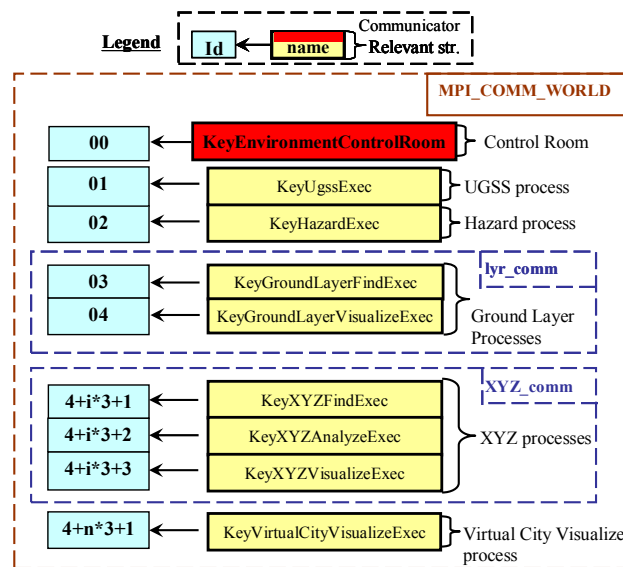 Legend
Id
name
Communicator
Relevant str.
MPI_COMM_WORLD
00
KeyEnvironmentControlRoom
Control Room
01
KeyUgssExec
UGSS process
02
KeyHazardExec
Hazard process
lyr_comm
03
KeyGroundLayerFindExec
04
KeyGroundLayerVisualizeExec
Ground Layer
Processes
XYZ_comm
4+i*3+1
KeyXYZFindExec
4+i*3+2
KeyXYZAnalyzeExec
XYZ processes
4+i*3+3
KeyXYZVisualizeExec
4+n*3+1
KeyVirtualCityVisualizeExec
Virtual City Visualize
process